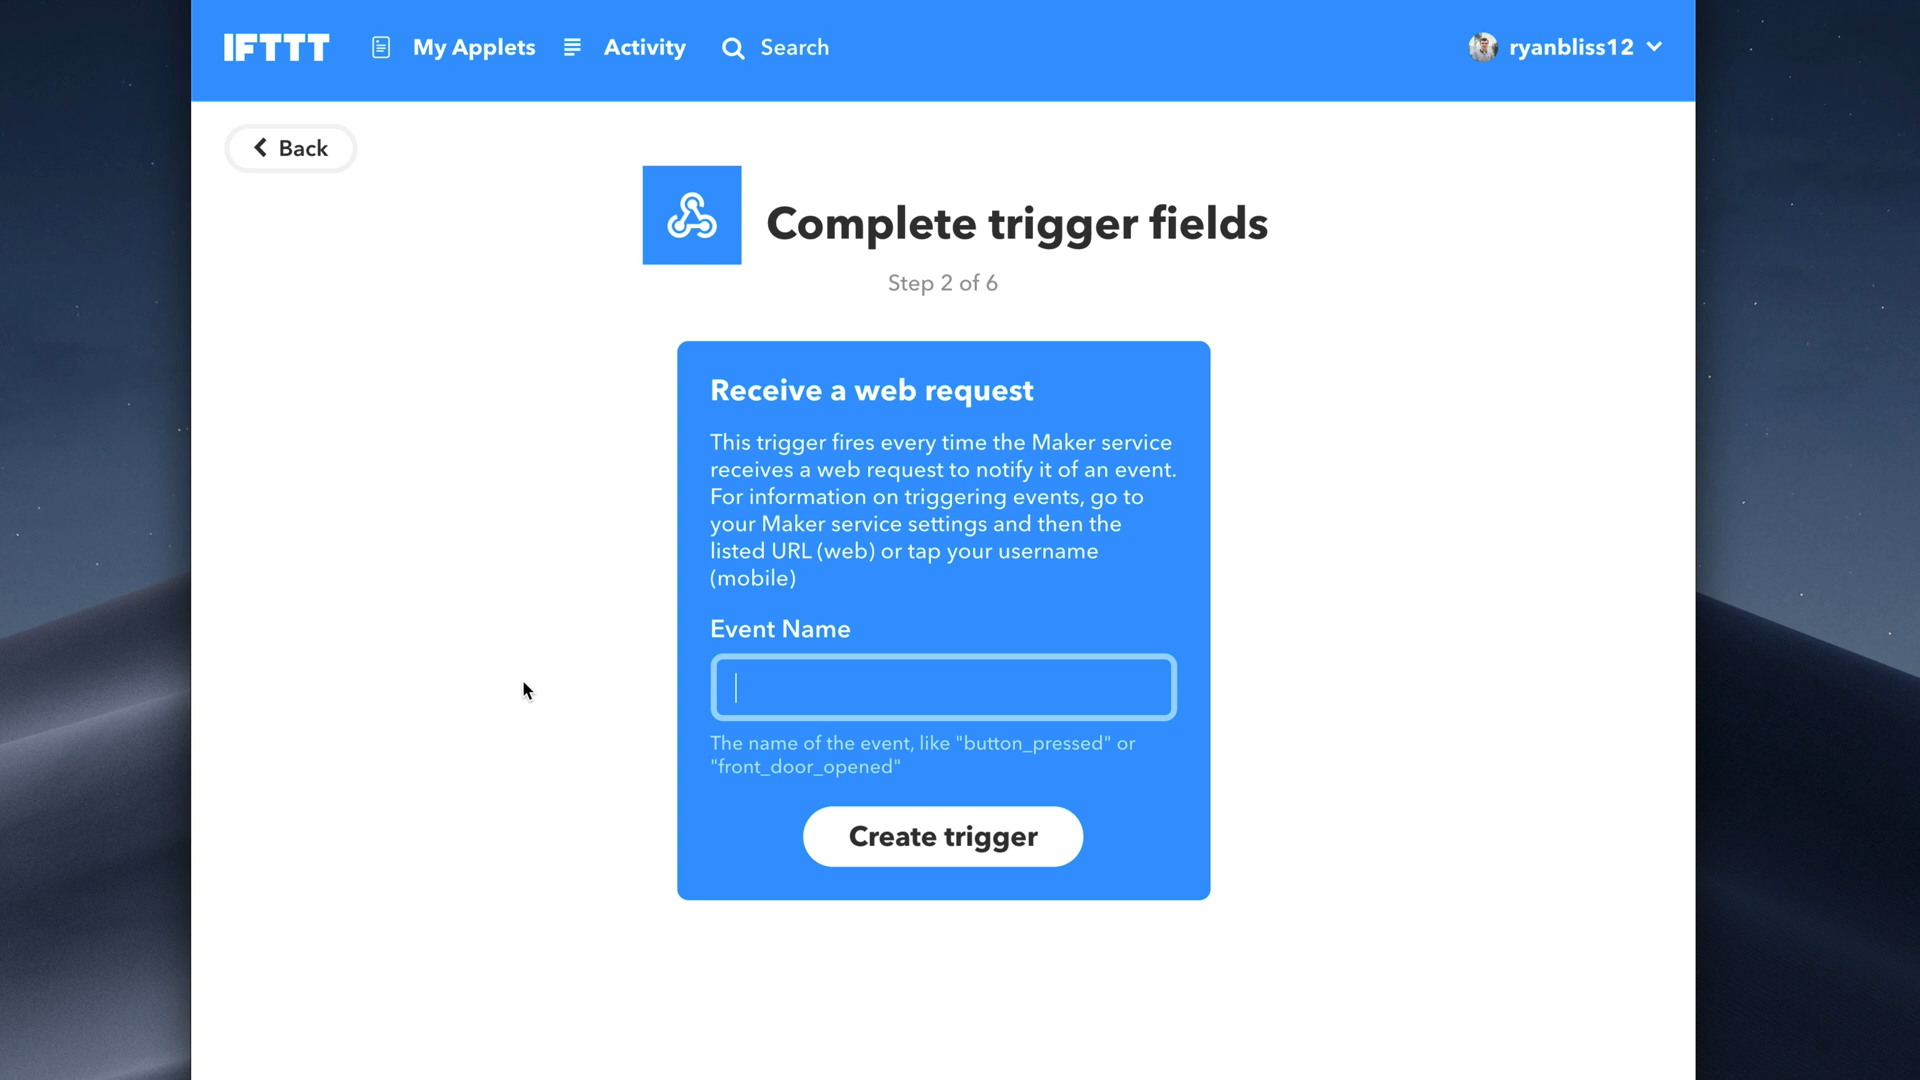 IFTTT My Applets Activity Search ryanbliss12
Back
Complete trigger fields
Step 2 of 6
Receive a web request
This trigger fires every time the Maker service
receives a web request to notify it of an event.
For information on triggering events, go to
your Maker service settings and then the
listed URL (web) or tap your username
(mobile)
Event Name
The name of the event, like "button_pressed" or
"front_door_opened"
Create trigger